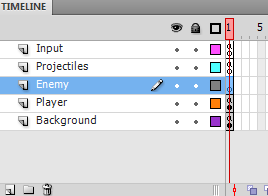 TIMELINE
1 5
Input
Projectiles
Enemy
Player
Background